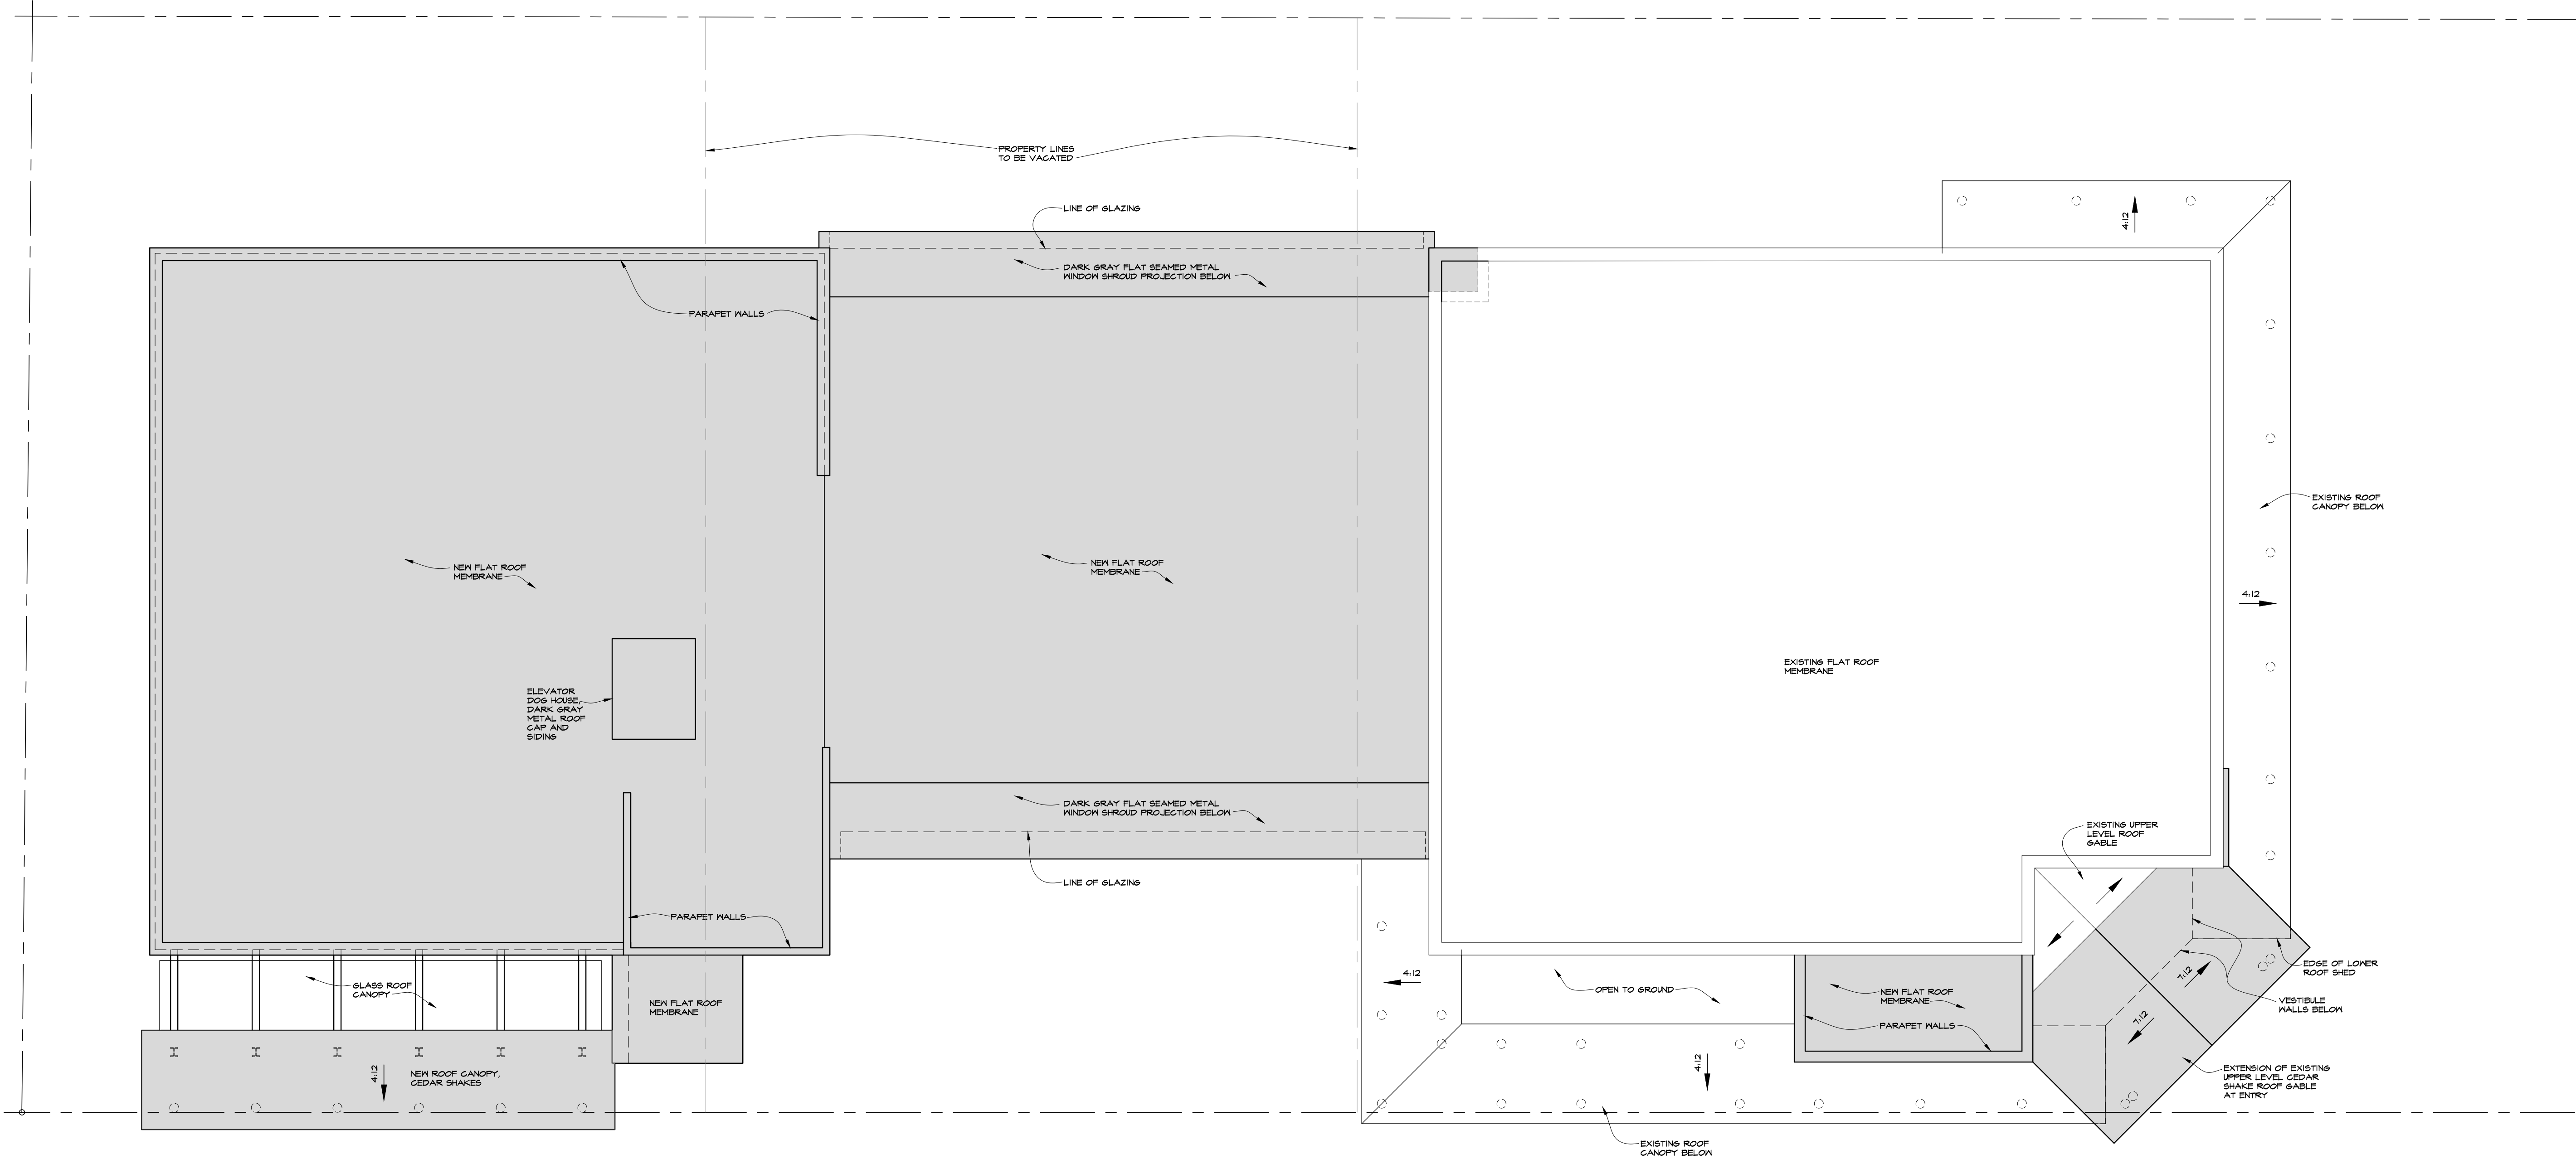 PROPERTY LINES
TO BE VACATED
LINE OF GLAZING
4:12
DARK GRAY FLAT SEAMED METAL
WINDOW SHROUD PROJECTION BELOW
PARAPET WALLS
EXISTING ROOF
CANOPY BELOW
NEW FLAT ROOF
MEMBRANE
NEW FLAT ROOF
MEMBRANE
4:12
EXISTING FLAT ROOF
MEMBRANE
ELEVATOR
DOG HOUSE,
DARK GRAY
METAL ROOF
CAP AND
SIDING
DARK GRAY FLAT SEAMED METAL
WINDOW SHROUD PROJECTION BELOW
EXISTING UPPER
LEVEL ROOF
GABLE
LINE OF GLAZING
PARAPET WALLS
EDGE OF LOWER
ROOF SHED
GLASS ROOF
CANOPY
4:12
OPEN TO GROUND
NEW FLAT ROOF
MEMBRANE
7:12
NEW FLAT ROOF
MEMBRANE
VESTIBULE
WALLS BELOW
7:12
PARAPET WALLS
4:12
NEW ROOF CANOPY,
CEDAR SHAKES
4:12
EXTENSION OF EXISTING
UPPER LEVEL CEDAR
SHAKE ROOF GABLE
AT ENTRY
EXISTING ROOF
CANOPY BELOW